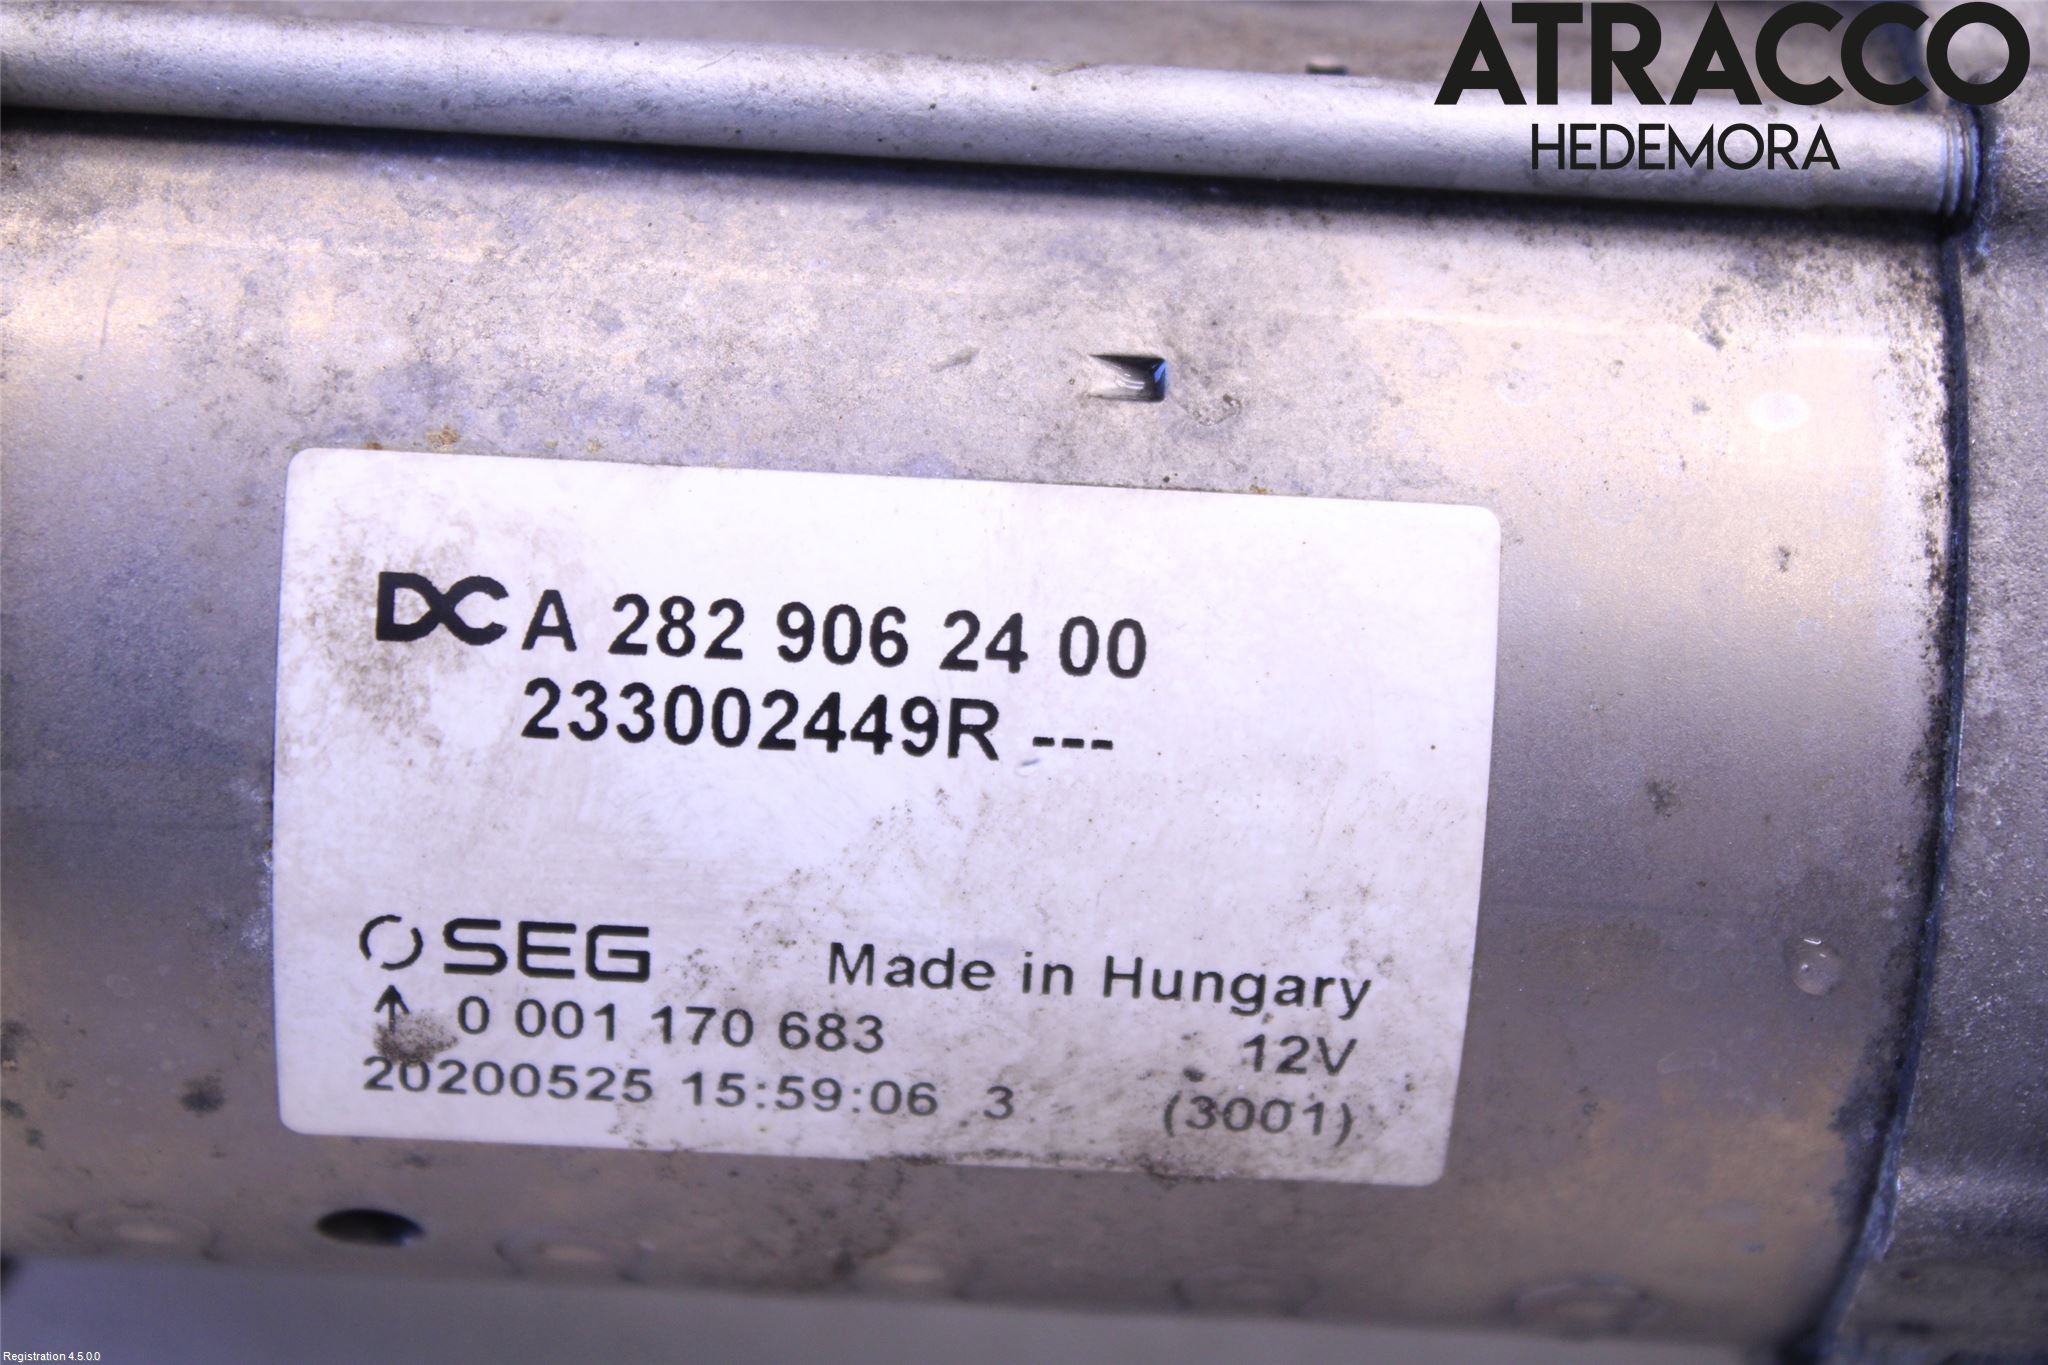 ATRACCO
HEDEMORA
DC A 282 906 24 00
233002449R ---
SEG Made in Hungary
0 001 170 683 12V
20200525 15:59:06 3 (3001)
Registration 4.5.0.0